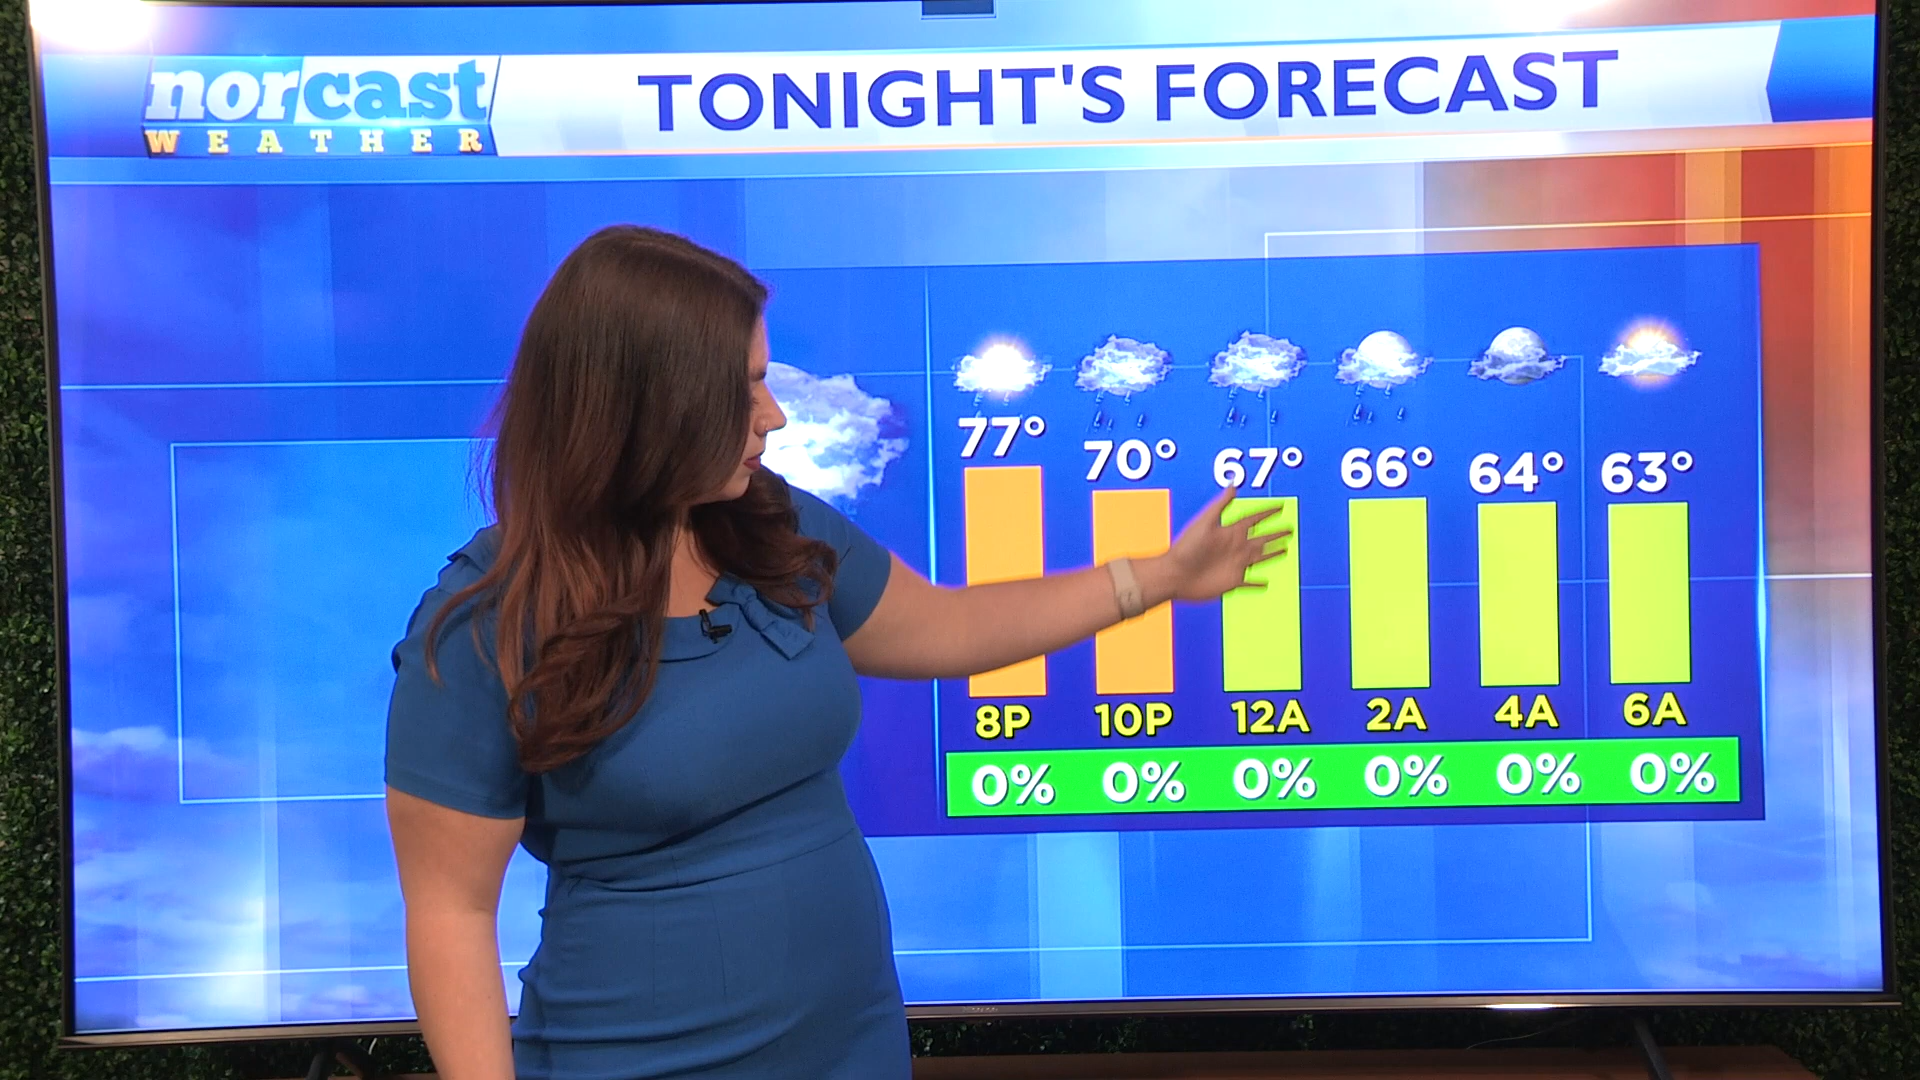 norcast
WEATHER
TONIGHT'S FORECAST
77° 70° 67° 66° 64° 63°
8P 10P 12A 2A 4A 6A
0% 0% 0% 0% 0% 0%